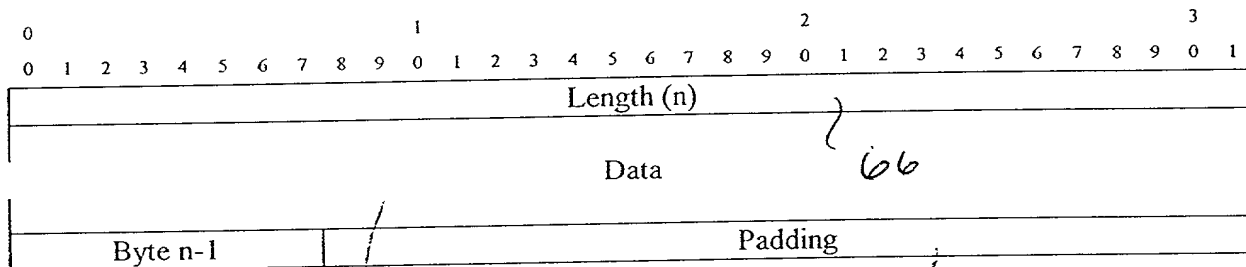 0 1 2 3
0 1 2 3 4 5 6 7 8 9 0 1 2 3 4 5 6 7 8 9 0 1 2 3 4 5 6 7 8 9 0 1
Length (n)
Data 66
Byte n-1 Padding